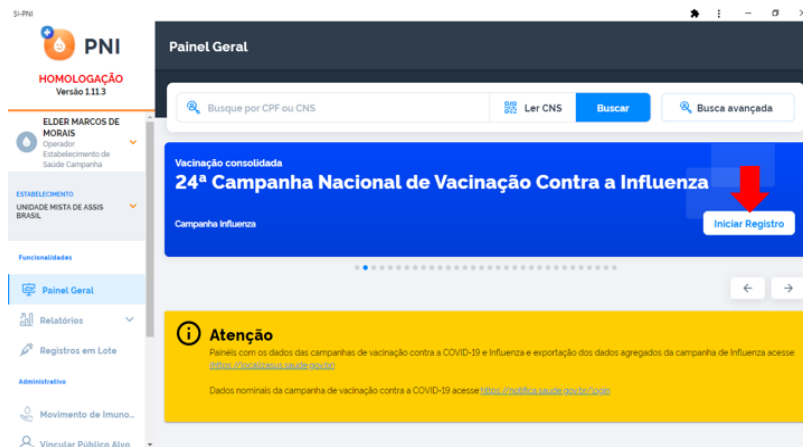 SI-PNI
PNI
HOMOLOGAÇÃO
Versão 1.11.3
ELDER MARCOS DE
MORAIS
Operador
Estabelecimento de
Saúde Campanha
ESTABELECIMENTO
UNIDADE MISTA DE ASSIS
BRASIL
Funcionalidades
Painel Geral
Relatórios
Registros em Lote
Administrativo
Movimento de Imuno...
Vincular Público Alvo
Painel Geral
Busque por CPF ou CNS
Ler CNS
Buscar
Busca avançada
Vacinação consolidada
24ª Campanha Nacional de Vacinação Contra a Influenza
Campanha Influenza
Iniciar Registro
Atenção
Painéis com os dados das campanhas de vacinação contra a COVID-19 e Influenza e exportação dos dados agregados da campanha de Influenza acesse:
(https://localizasus.saude.gov.br)
Dados nominais da campanha de vacinação contra a COVID-19 acesse:https://notifica.saude.gov.br/login